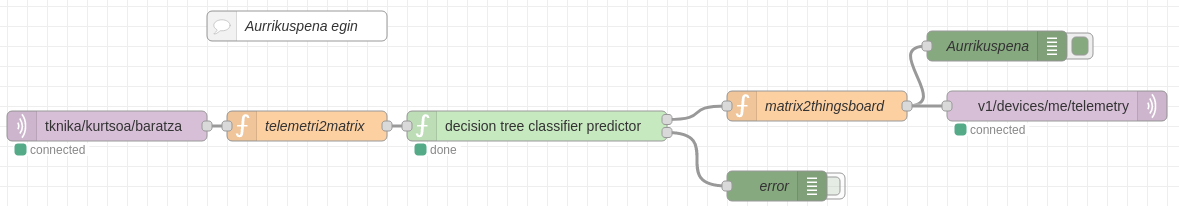 Aurrikuspena egin
Aurrikuspena
matrix2thingsboard
v1/devices/me/telemetry
tknika/kurtsoa/baratza
telemetri2matrix
decision tree classifier predictor
connected
connected
done
error